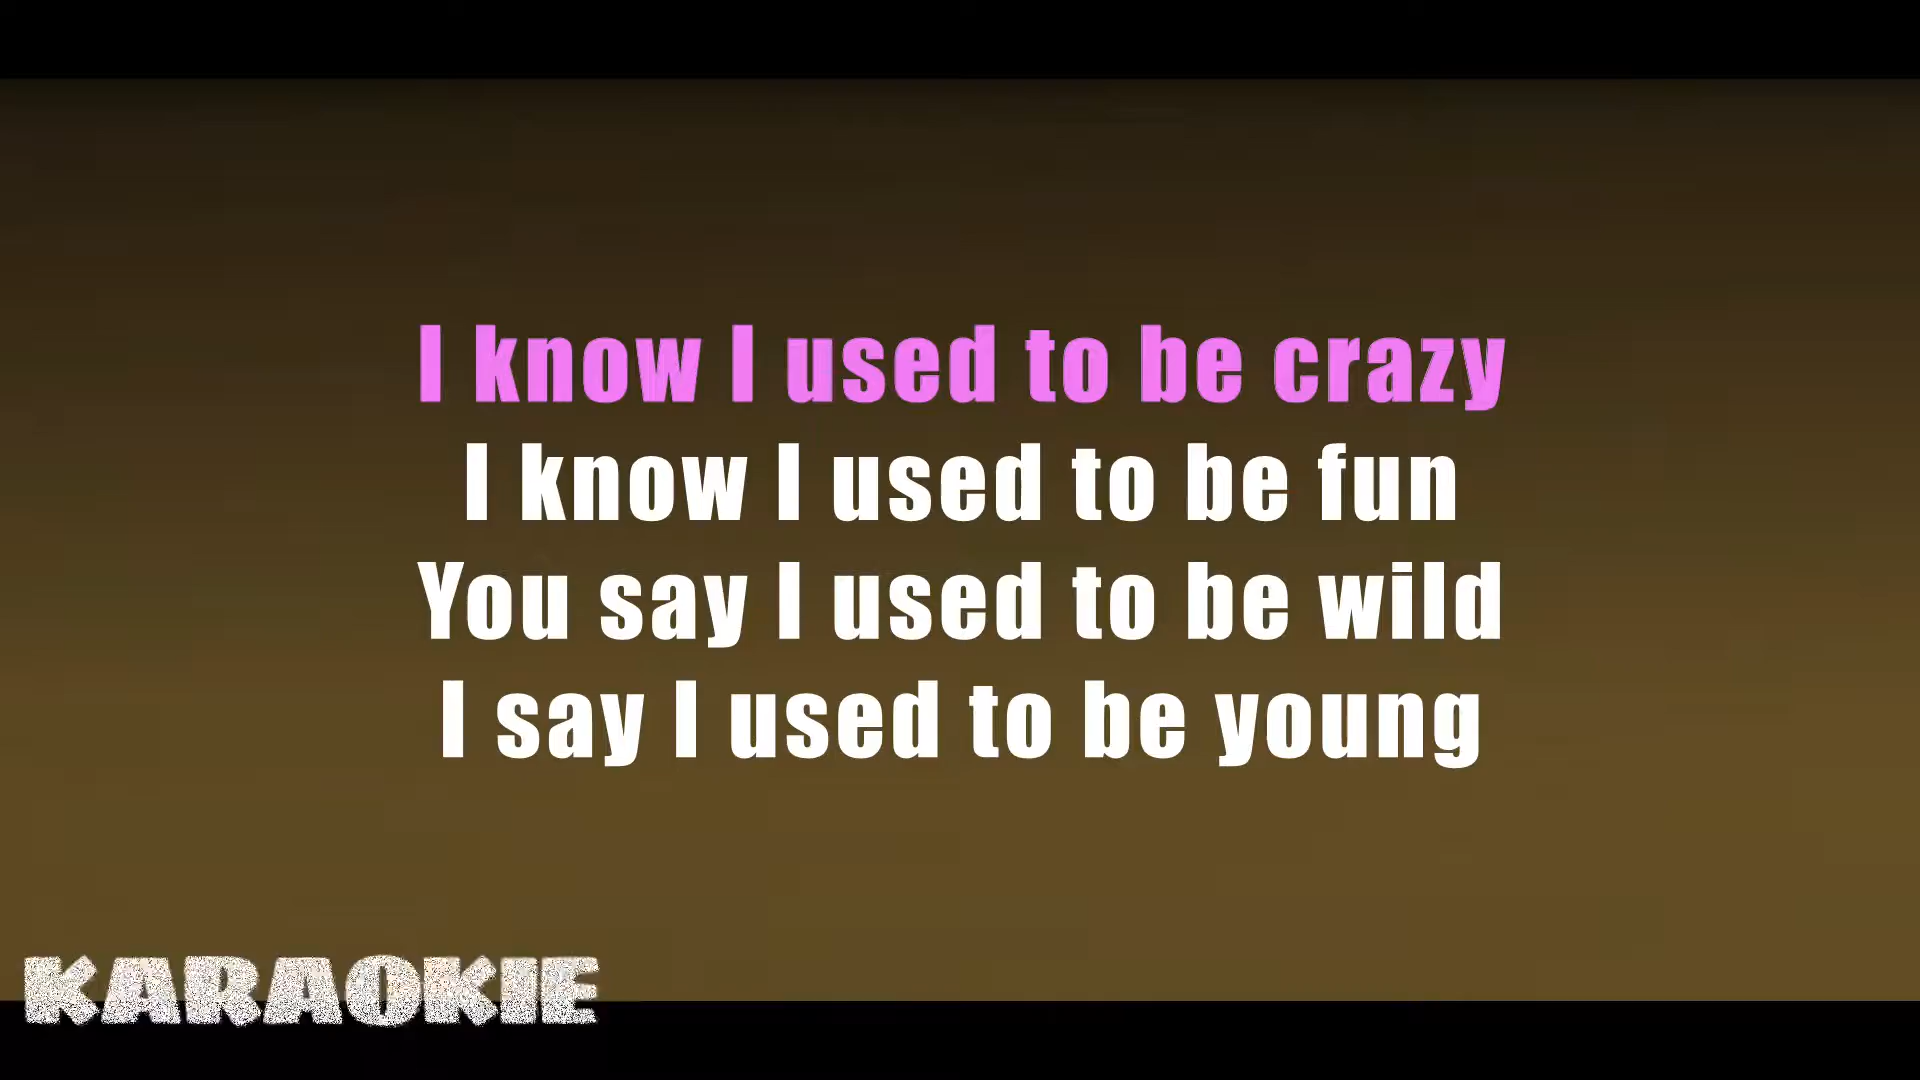 I know I used to be crazy
I know I used to be fun
You say I used to be wild
I say I used to be young
KARAOKIE